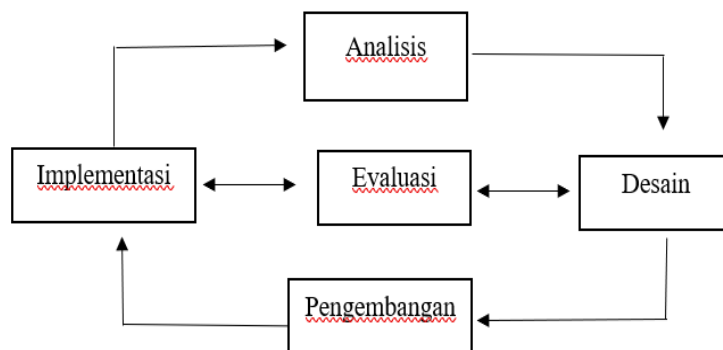 Analisis
Implementasi
Evaluasi
Desain
Pengembangan